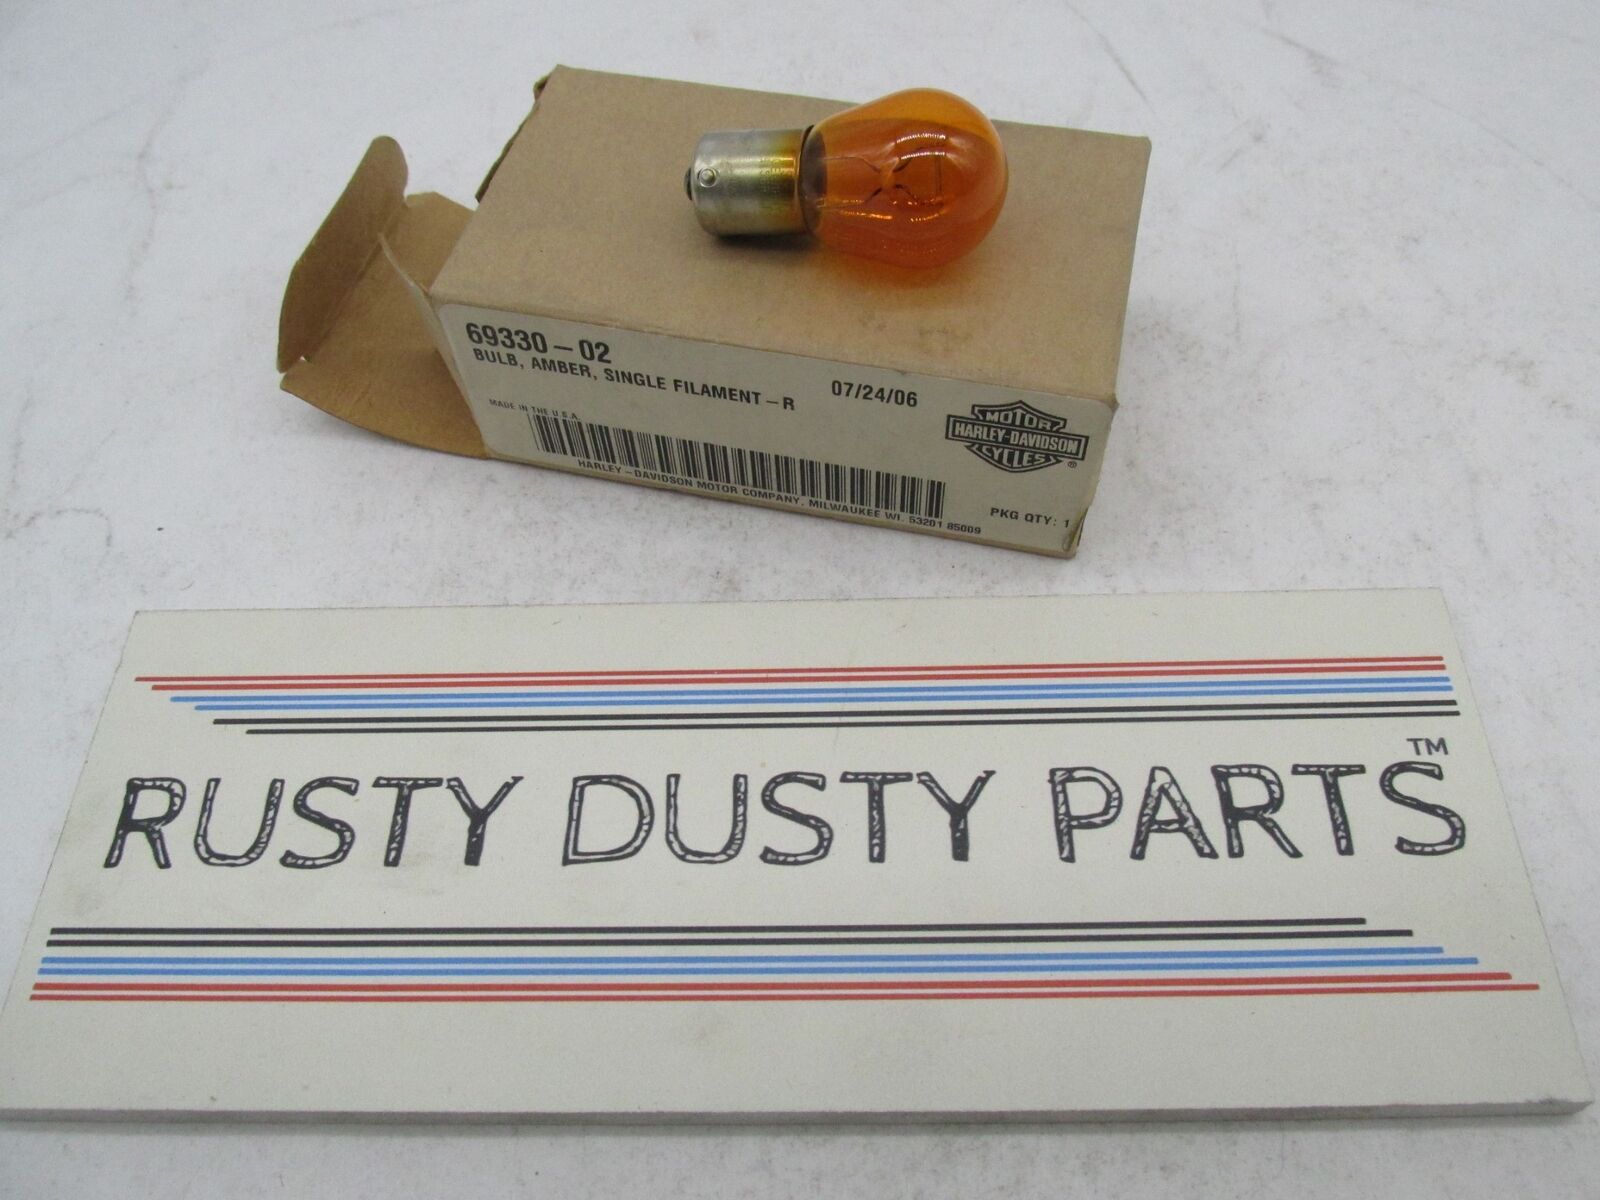 69330-02
BULB, AMBER, SINGLE FILAMENT-R
07/24/06
MADE IN THE U.S.A.
HARLEY-DAVIDSON MOTOR COMPANY, MILWAUKEE WI. 53201 85009
MOTOR
HARLEY-DAVIDSON
CYCLES
®
PKG QTY: 1
RUSTY DUSTY PARTS™